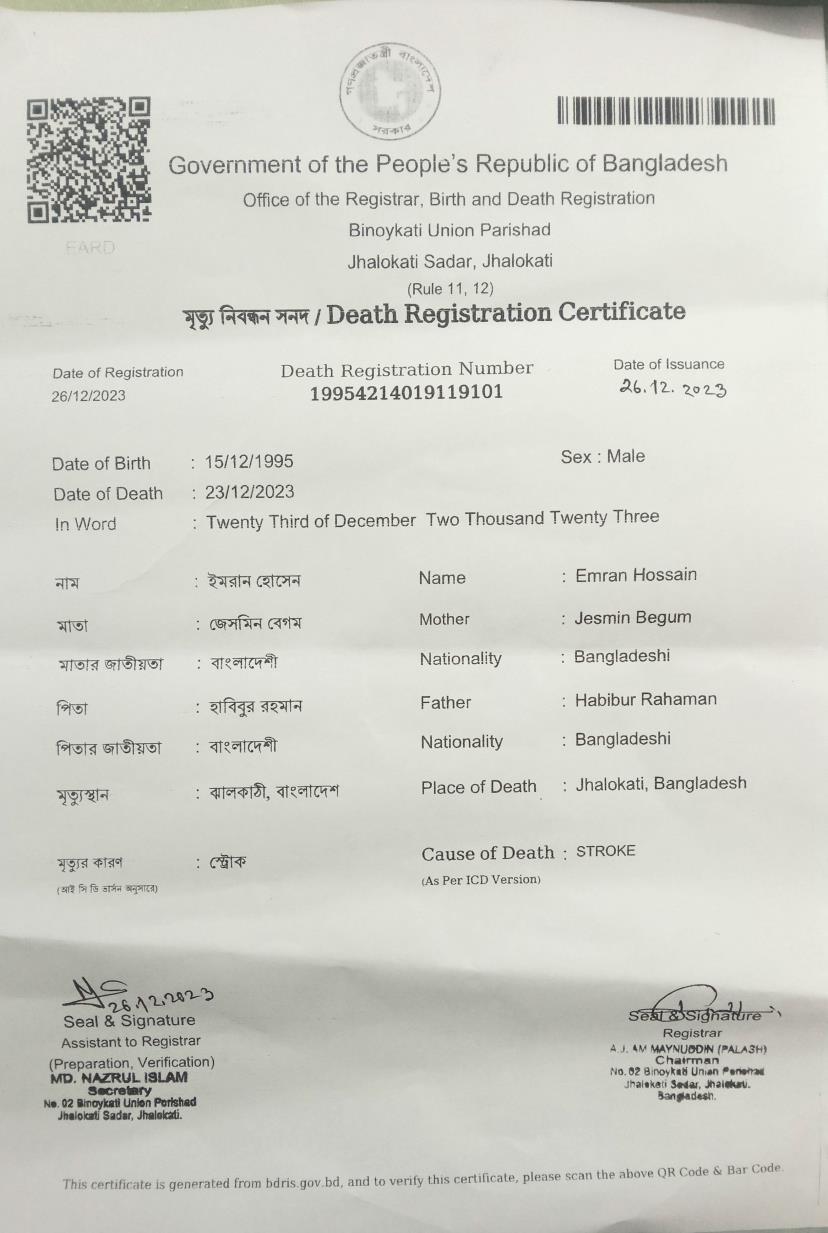 গণপ্রজাতন্ত্রী বাংলাদেশ
সরকার
Government of the People's Republic of Bangladesh
Office of the Registrar, Birth and Death Registration
Binoykati Union Parishad
EARD
Jhalokati Sadar, Jhalokati
(Rule 11, 12)
মৃত্যু নিবন্ধন সনদ / Death Registration Certificate
Date of Registration Death Registration Number Date of Issuance
26/12/2023 19954214019119101 26.12.2023
Date of Birth : 15/12/1995 Sex : Male
Date of Death : 23/12/2023
In Word : Twenty Third of December Two Thousand Twenty Three
নাম : ইমরান হোসেন Name : Emran Hossain
মাতা : জেসমিন বেগম Mother : Jesmin Begum
মাতার জাতীয়তা : বাংলাদেশী Nationality : Bangladeshi
পিতা : হাবিবুর রহমান Father : Habibur Rahaman
পিতার জাতীয়তা : বাংলাদেশী Nationality : Bangladeshi
মৃত্যুস্থান : ঝালকাঠী, বাংলাদেশ Place of Death : Jhalokati, Bangladesh
মৃত্যুর কারণ : স্ট্রোক Cause of Death : STROKE
(আই সি ডি ভার্সন অনুসারে) (As Per ICD Version)
26.12.2023
Seal & Signature
Assistant to Registrar
(Preparation, Verification)
MD. NAZRUL ISLAM
Secretary
No. 02 Binoykati Union Parishad
Jhalokati Sadar, Jhalokati.
Seal & Signature
Registrar
A.J. AM MAYNUDDIN (PALASH)
Chairman
No. 02 Binoykati Union Parishad
Jhalokati Sadar, Jhalokati.
Bangladesh.
This certificate is generated from bdris.gov.bd, and to verify this certificate, please scan the above QR Code & Bar Code.